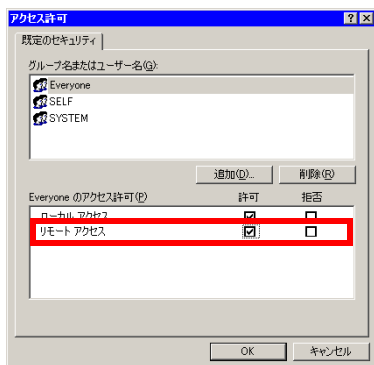 アクセス許可
既定のセキュリティ
グループ名またはユーザー名(G):
Everyone
SELF
SYSTEM
追加(D)... 削除(R)
Everyone のアクセス許可(P) 許可 拒否
ローカル アクセス
リモート アクセス
OK キャンセル